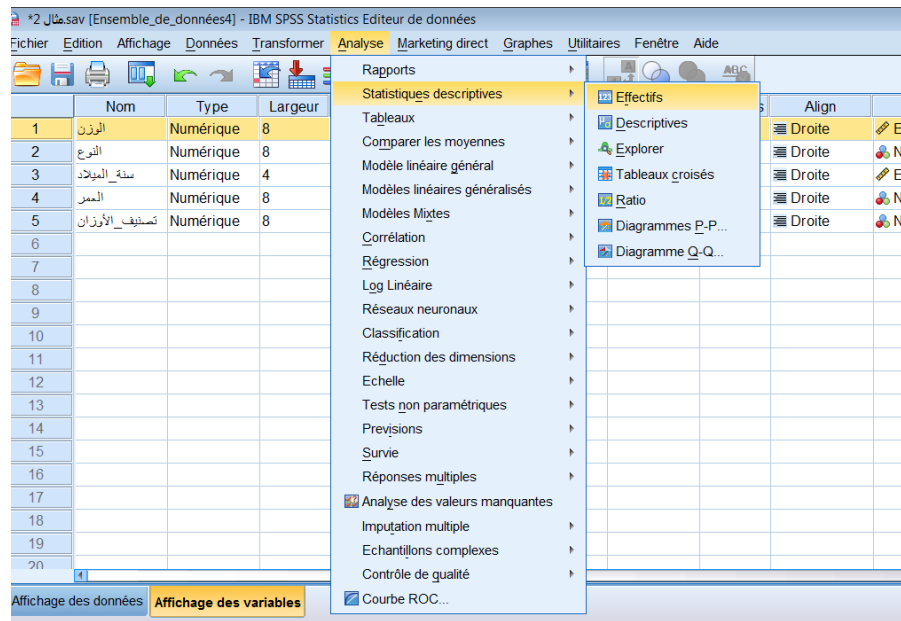 *مثال 2.sav [Ensemble_de_données4] - IBM SPSS Statistics Editeur de données
Fichier Edition Affichage Données Transformer Analyse Marketing direct Graphes Utilitaires Fenêtre Aide
Nom Type Largeur Align
1 الوزن Numérique 8 Droite
2 النوع Numérique 8 Droite
3 سنة_الميلاد Numérique 4 Droite
4 العمر Numérique 8 Droite
5 تصنيف_الأوزان Numérique 8 Droite
6
7
8
9
10
11
12
13
14
15
16
17
18
19
20
Rapports
Statistiques descriptives
Tableaux
Comparer les moyennes
Modèle linéaire général
Modèles linéaires généralisés
Modèles Mixtes
Corrélation
Régression
Log Linéaire
Réseaux neuronaux
Classification
Réduction des dimensions
Echelle
Tests non paramétriques
Previsions
Survie
Réponses multiples
Analyse des valeurs manquantes
Imputation multiple
Echantillons complexes
Contrôle de qualité
Courbe ROC...
Effectifs
Descriptives
Explorer
Tableaux croisés
Ratio
Diagrammes P-P...
Diagramme Q-Q...
Affichage des données Affichage des variables